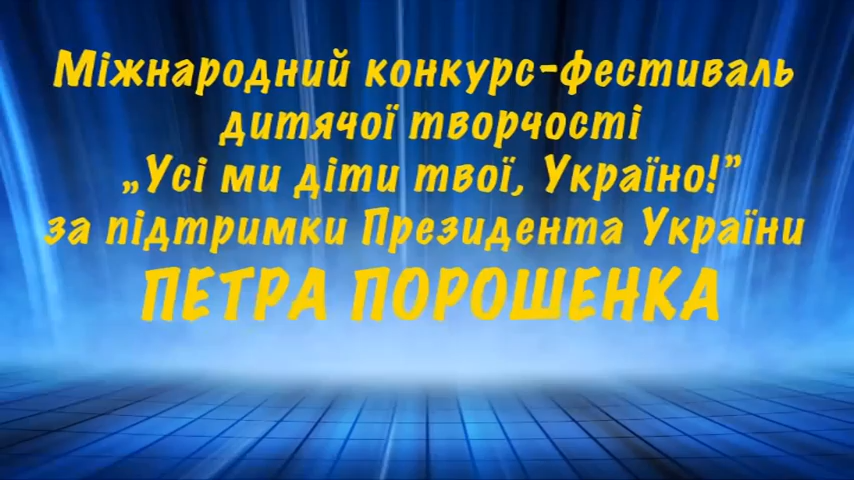 Міжнародний конкурс-фестиваль
дитячої творчості
„Усі ми діти твої, Україно!”
за підтримки Президента України
ПЕТРА ПОРОШЕНКА